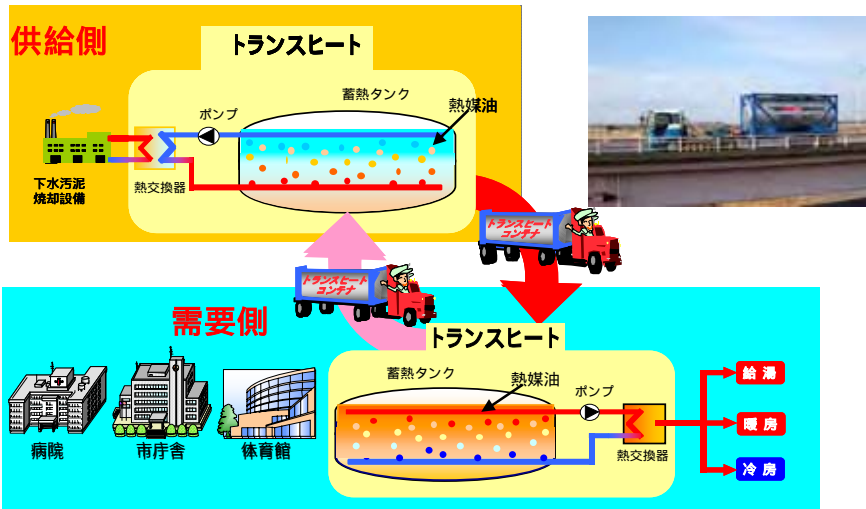 供給側
トランスヒート
蓄熱タンク
熱媒油
ポンプ
下水汚泥
焼却設備
熱交換器
トランスヒート
コンテナ
トランスヒート
コンテナ
需要側
トランスヒート
蓄熱タンク
熱媒油
ポンプ
熱交換器
給湯
暖房
冷房
病院
市庁舎
体育館